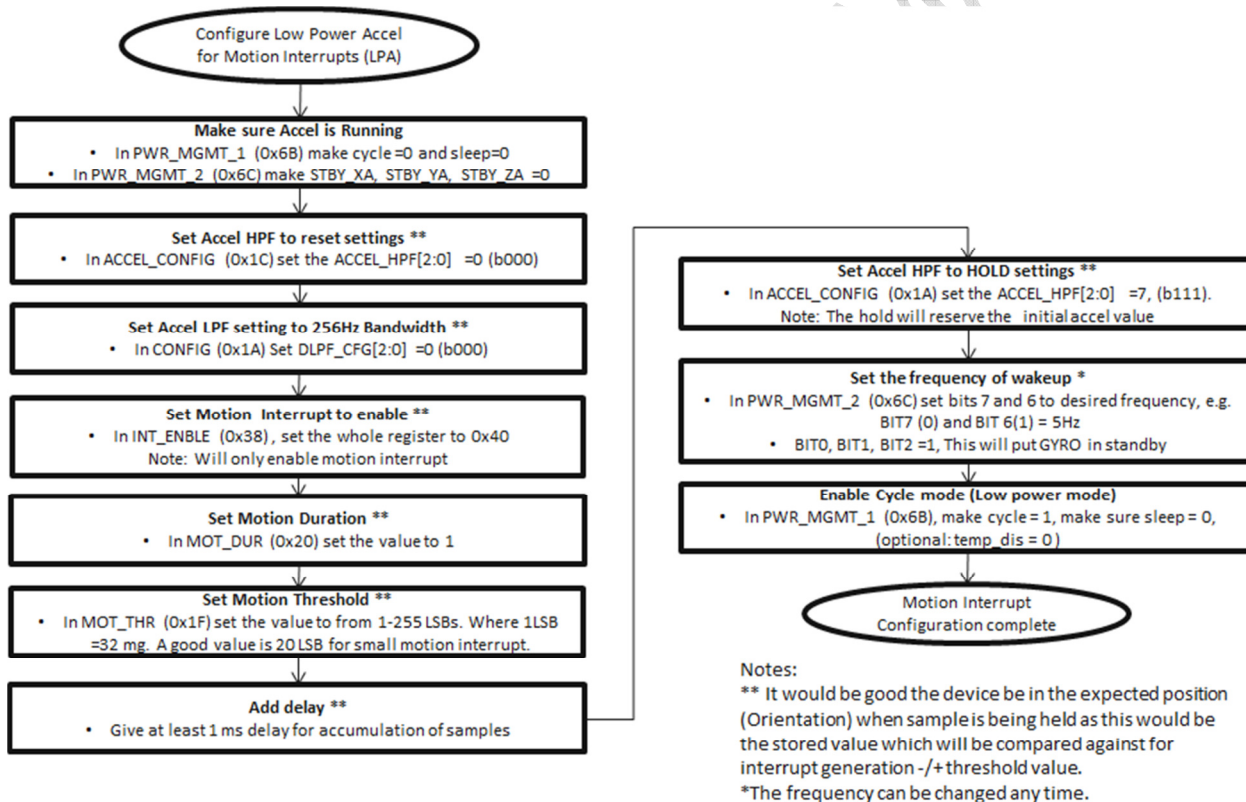 Configure Low Power Accel
for Motion Interrupts (LPA)
Make sure Accel is Running
• In PWR_MGMT_1 (0x6B) make cycle =0 and sleep=0
• In PWR_MGMT_2 (0x6C) make STBY_XA, STBY_YA, STBY_ZA =0
Set Accel HPF to reset settings **
• In ACCEL_CONFIG (0x1C) set the ACCEL_HPF[2:0] =0 (b000)
Set Accel LPF setting to 256Hz Bandwidth **
• In CONFIG (0x1A) Set DLPF_CFG[2:0] =0 (b000)
Set Motion Interrupt to enable **
• In INT_ENBLE (0x38) , set the whole register to 0x40
Note: Will only enable motion interrupt
Set Motion Duration **
• In MOT_DUR (0x20) set the value to 1
Set Motion Threshold **
• In MOT_THR (0x1F) set the value to from 1-255 LSBs. Where 1LSB
=32 mg. A good value is 20 LSB for small motion interrupt.
Add delay **
• Give at least 1 ms delay for accumulation of samples
Set Accel HPF to HOLD settings **
• In ACCEL_CONFIG (0x1A) set the ACCEL_HPF[2:0] =7, (b111).
Note: The hold will reserve the initial accel value
Set the frequency of wakeup *
• In PWR_MGMT_2 (0x6C) set bits 7 and 6 to desired frequency, e.g.
BIT7 (0) and BIT 6(1) = 5Hz
• BIT0, BIT1, BIT2 =1, This will put GYRO in standby
Enable Cycle mode (Low power mode)
• In PWR_MGMT_1 (0x6B), make cycle = 1, make sure sleep = 0,
(optional: temp_dis = 0 )
Motion Interrupt
Configuration complete
Notes:
** It would be good the device be in the expected position
(Orientation) when sample is being held as this would be
the stored value which will be compared against for
interrupt generation -/+ threshold value.
*The frequency can be changed any time.